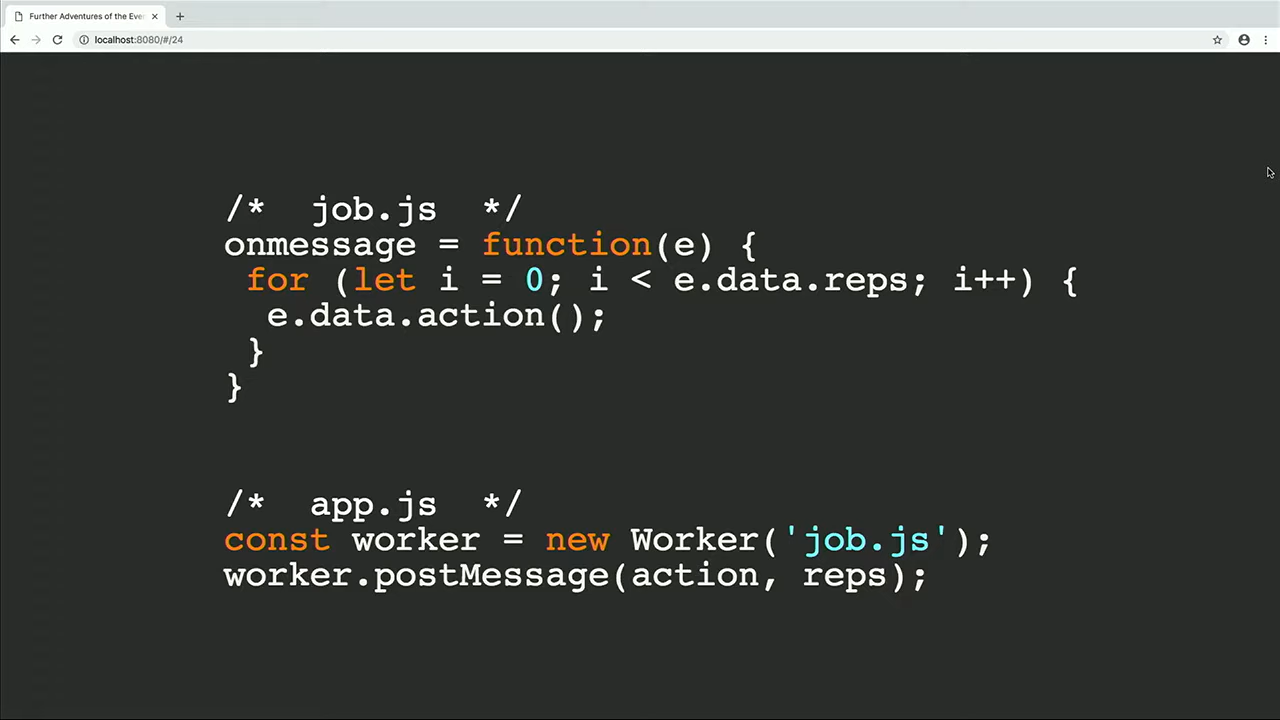 Further Adventures of the Eve
localhost:8080/#/24
/*  job.js  */
onmessage = function(e) {
 for (let i = 0; i < e.data.reps; i++) {
  e.data.action();
 }
}
/*  app.js  */
const worker = new Worker('job.js');
worker.postMessage(action, reps);